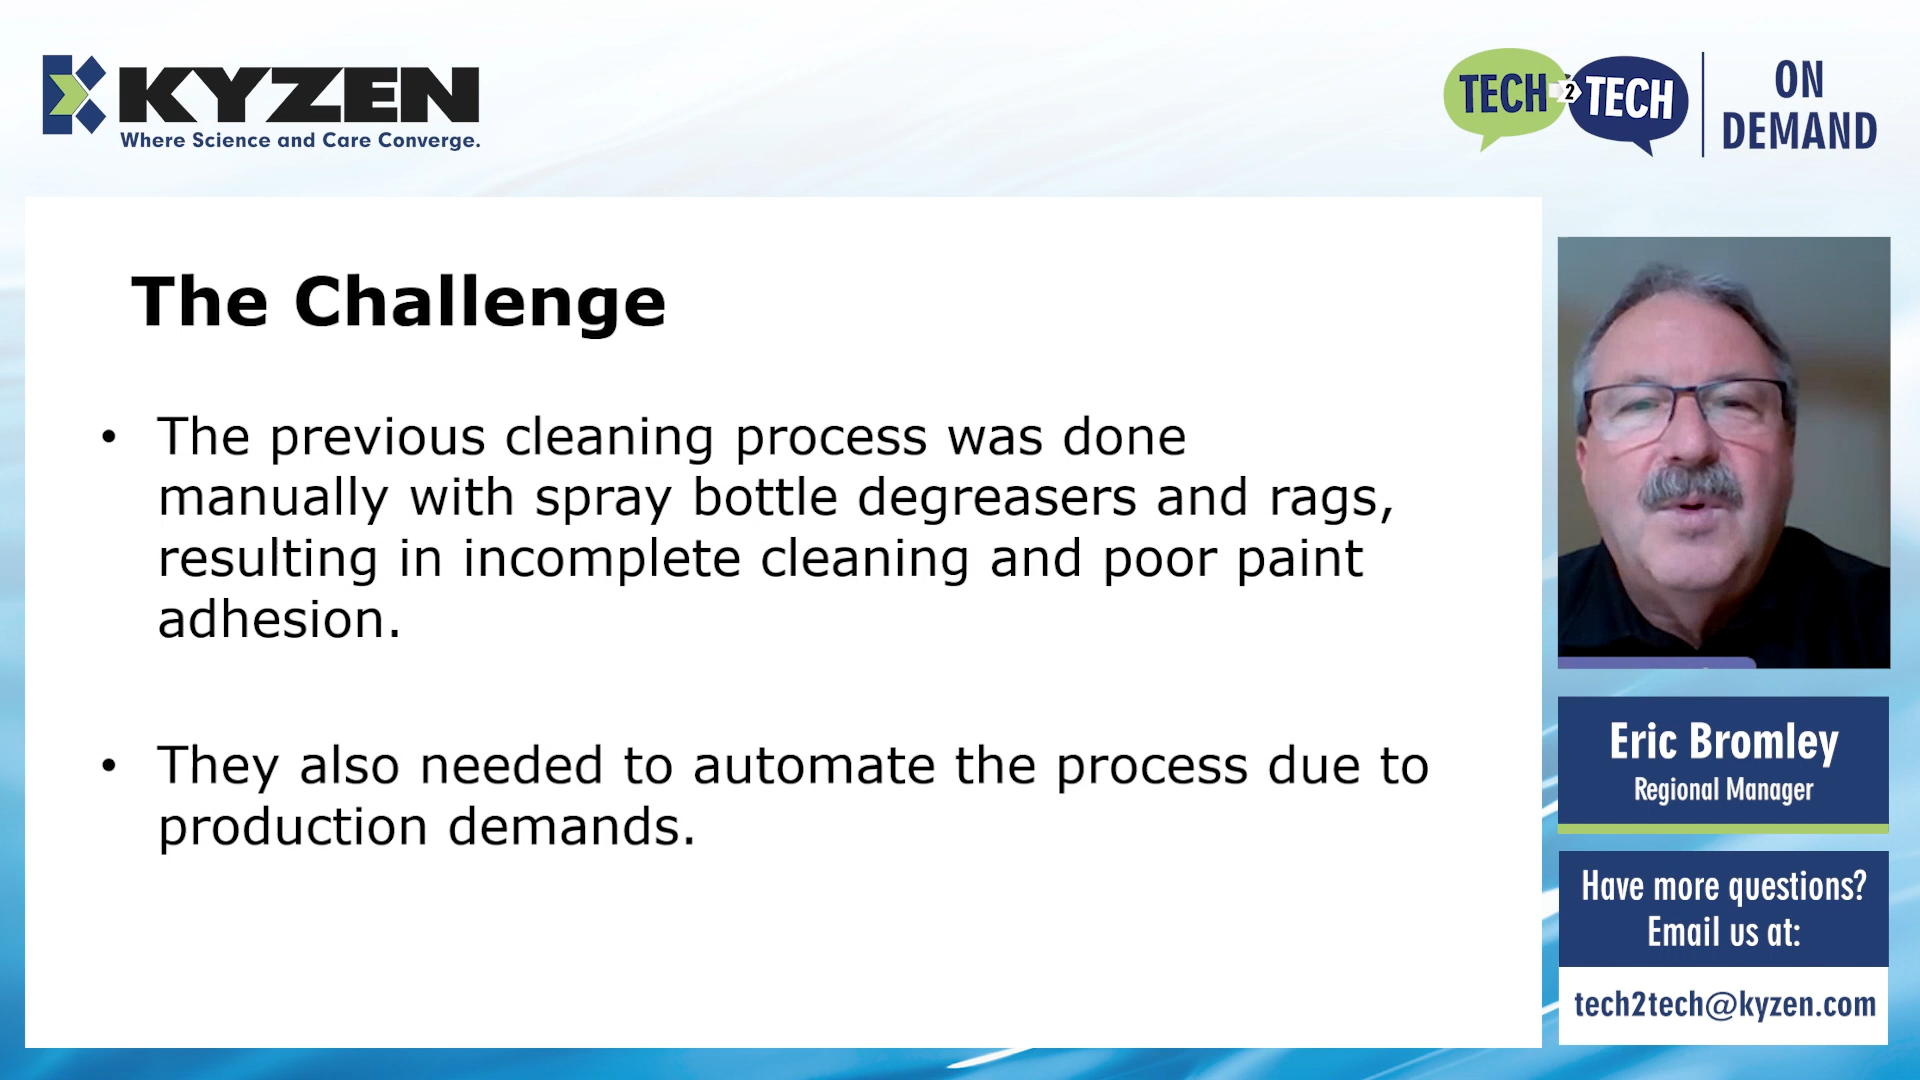 KYZEN
Where Science and Care Converge.
TECH 2 TECH
ON
DEMAND
The Challenge
• The previous cleaning process was done
manually with spray bottle degreasers and rags,
resulting in incomplete cleaning and poor paint
adhesion.
• They also needed to automate the process due to
production demands.
Eric Bromley
Regional Manager
Have more questions?
Email us at:
tech2tech@kyzen.com